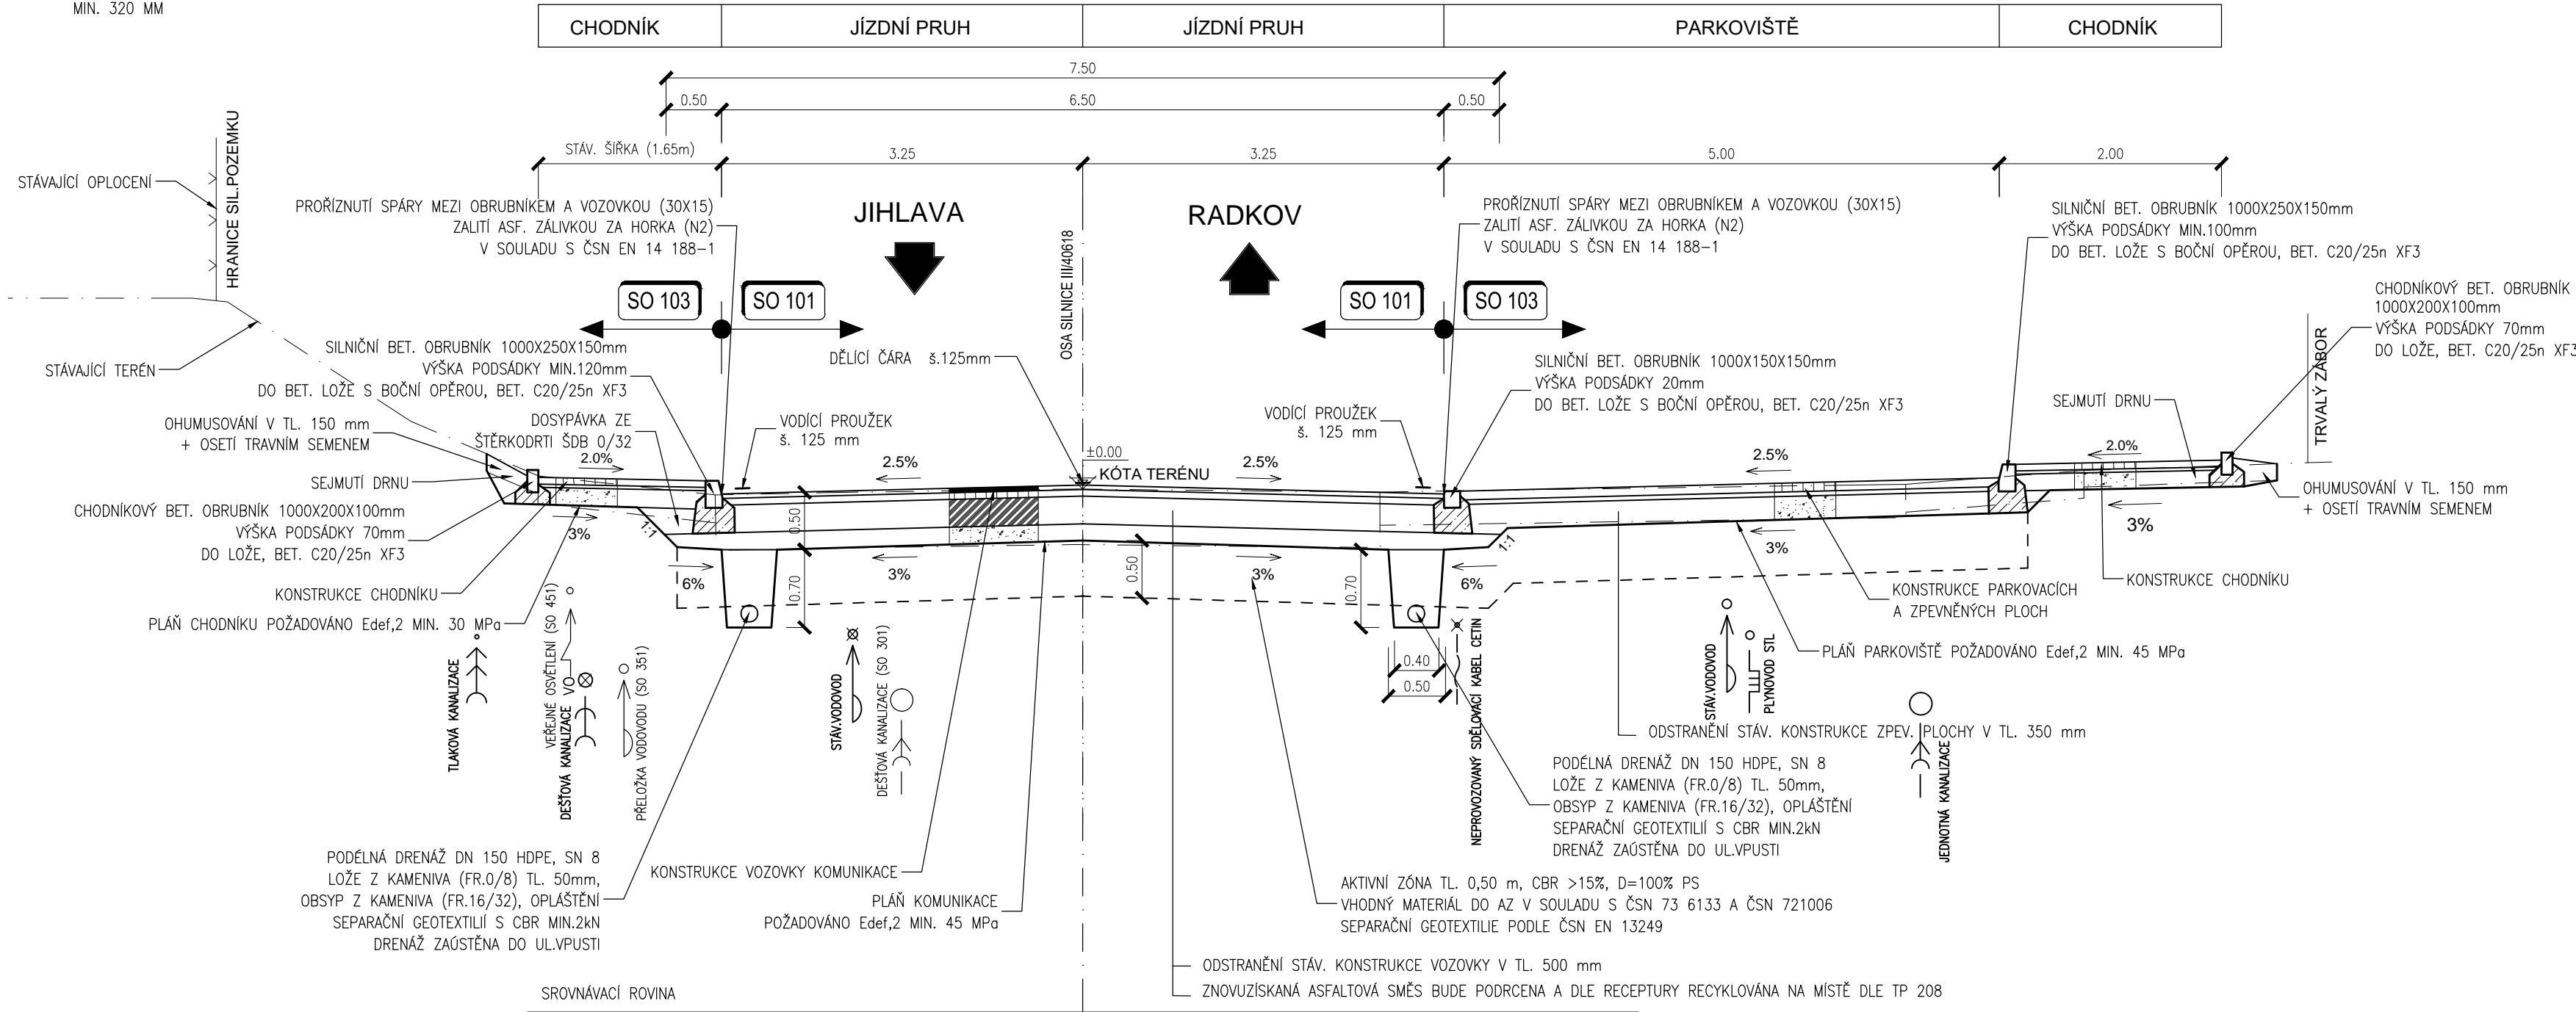 MIN. 320 MM
CHODNÍK
JÍZDNÍ PRUH
JÍZDNÍ PRUH
PARKOVIŠTĚ
CHODNÍK
7.50
0.50
6.50
0.50
STÁV. ŠÍŘKA (1.65m)
3.25
3.25
5.00
2.00
STÁVAJÍCÍ OPLOCENÍ
HRANICE SIL.POZEMKU
STÁVAJÍCÍ TERÉN
PROŘÍZNUTÍ SPÁRY MEZI OBRUBNÍKEM A VOZOVKOU (30X15)
ZALITÍ ASF. ZÁLIVKOU ZA HORKA (N2)
V SOULADU S ČSN EN 14 188-1
JIHLAVA
RADKOV
OSA SILNICE III/40618
PROŘÍZNUTÍ SPÁRY MEZI OBRUBNÍKEM A VOZOVKOU (30X15)
ZALITÍ ASF. ZÁLIVKOU ZA HORKA (N2)
V SOULADU S ČSN EN 14 188-1
SILNIČNÍ BET. OBRUBNÍK 1000X250X150mm
VÝŠKA PODSÁDKY MIN.100mm
DO BET. LOŽE S BOČNÍ OPĚROU, BET. C20/25n XF3
CHODNÍKOVÝ BET. OBRUBNÍK
1000X200X100mm
VÝŠKA PODSÁDKY 70mm
DO LOŽE, BET. C20/25n XF3
SO 103
SO 101
SO 101
SO 103
SILNIČNÍ BET. OBRUBNÍK 1000X250X150mm
VÝŠKA PODSÁDKY MIN.120mm
DO BET. LOŽE S BOČNÍ OPĚROU, BET. C20/25n XF3
DĚLÍCÍ ČÁRA š.125mm
SILNIČNÍ BET. OBRUBNÍK 1000X150X150mm
VÝŠKA PODSÁDKY 20mm
DO BET. LOŽE S BOČNÍ OPĚROU, BET. C20/25n XF3
TRVALÝ ZÁBOR
OHUMUSOVÁNÍ V TL. 150 mm
+ OSETÍ TRAVNÍM SEMENEM
DOSYPÁVKA ZE
ŠTĚRKODRTI ŠDB 0/32
VODÍCÍ PROUŽEK
š. 125 mm
VODÍCÍ PROUŽEK
š. 125 mm
SEJMUTÍ DRNU
2.0%
2.5%
±0.00
KÓTA TERÉNU
2.5%
2.5%
2.0%
SEJMUTÍ DRNU
OHUMUSOVÁNÍ V TL. 150 mm
+ OSETÍ TRAVNÍM SEMENEM
CHODNÍKOVÝ BET. OBRUBNÍK 1000X200X100mm
VÝŠKA PODSÁDKY 70mm
DO LOŽE, BET. C20/25n XF3
3%
1:1
6%
0.50
0.70
3%
0.50
3%
0.70
6%
1:1
3%
3%
KONSTRUKCE CHODNÍKU
PLÁŇ CHODNÍKU POŽADOVÁNO Edef,2 MIN. 30 MPa
KONSTRUKCE PARKOVACÍCH
A ZPEVNĚNÝCH PLOCH
KONSTRUKCE CHODNÍKU
PLÁŇ PARKOVIŠTĚ POŽADOVÁNO Edef,2 MIN. 45 MPa
TLAKOVÁ KANALIZACE
VEŘEJNÉ OSVĚTLENÍ (SO 451)
DEŠŤOVÁ KANALIZACE VO
PŘELOŽKA VODOVODU (SO 351)
STÁV.VODOVOD
DEŠŤOVÁ KANALIZACE (SO 301)
0.40
0.50
NEPROVOZOVANÝ SDĚLOVACÍ KABEL CETIN
STÁV.VODOVOD
PLYNOVOD STL
JEDNOTNÁ KANALIZACE
ODSTRANĚNÍ STÁV. KONSTRUKCE ZPEV. PLOCHY V TL. 350 mm
PODÉLNÁ DRENÁŽ DN 150 HDPE, SN 8
LOŽE Z KAMENIVA (FR.0/8) TL. 50mm,
OBSYP Z KAMENIVA (FR.16/32), OPLÁŠTĚNÍ
SEPARAČNÍ GEOTEXTILIÍ S CBR MIN.2kN
DRENÁŽ ZAÚSTĚNA DO UL.VPUSTI
PODÉLNÁ DRENÁŽ DN 150 HDPE, SN 8
LOŽE Z KAMENIVA (FR.0/8) TL. 50mm,
OBSYP Z KAMENIVA (FR.16/32), OPLÁŠTĚNÍ
SEPARAČNÍ GEOTEXTILIÍ S CBR MIN.2kN
DRENÁŽ ZAÚSTĚNA DO UL.VPUSTI
KONSTRUKCE VOZOVKY KOMUNIKACE
PLÁŇ KOMUNIKACE
POŽADOVÁNO Edef,2 MIN. 45 MPa
AKTIVNÍ ZÓNA TL. 0,50 m, CBR >15%, D=100% PS
VHODNÝ MATERIÁL DO AZ V SOULADU S ČSN 73 6133 A ČSN 721006
SEPARAČNÍ GEOTEXTILIE PODLE ČSN EN 13249
ODSTRANĚNÍ STÁV. KONSTRUKCE VOZOVKY V TL. 500 mm
ZNOVUZÍSKANÁ ASFALTOVÁ SMĚS BUDE PODRCENA A DLE RECEPTURY RECYKLOVÁNA NA MÍSTĚ DLE TP 208
SROVNÁVACÍ ROVINA